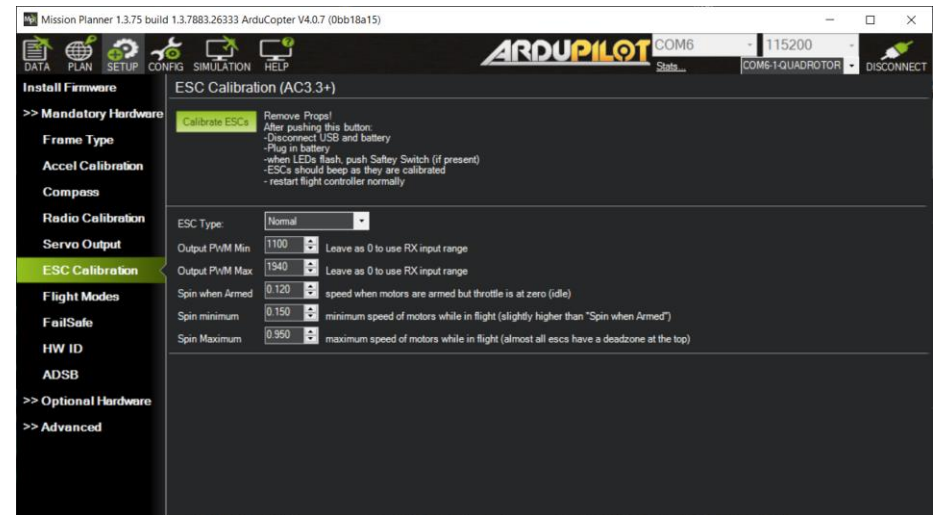 Mission Planner 1.3.75 build 1.3.7883.26333 ArduCopter V4.0.7 (0bb18a15)
DATA PLAN SETUP CONFIG SIMULATION HELP
ARDUPILOT
COM6 115200
Stats... COM6-1-QUADROTOR DISCONNECT
Install Firmware
>> Mandatory Hardware
Frame Type
Accel Calibration
Compass
Radio Calibration
Servo Output
ESC Calibration
Flight Modes
FailSafe
HW ID
ADSB
>> Optional Hardware
>> Advanced
ESC Calibration (AC3.3+)
Calibrate ESCs
Remove Props!
After pushing this button:
-Disconnect USB and battery
-Plug in battery
-when LEDs flash, push Saftey Switch (if present)
-ESCs should beep as they are calibrated
- restart flight controller normally
ESC Type: Normal
Output PWM Min 1100 Leave as 0 to use RX input range
Output PWM Max 1940 Leave as 0 to use RX input range
Spin when Armed 0.120 speed when motors are armed but throttle is at zero (idle)
Spin minimum 0.150 minimum speed of motors while in flight (slightly higher than "Spin when Armed")
Spin Maximum 0.950 maximum speed of motors while in flight (almost all escs have a deadzone at the top)